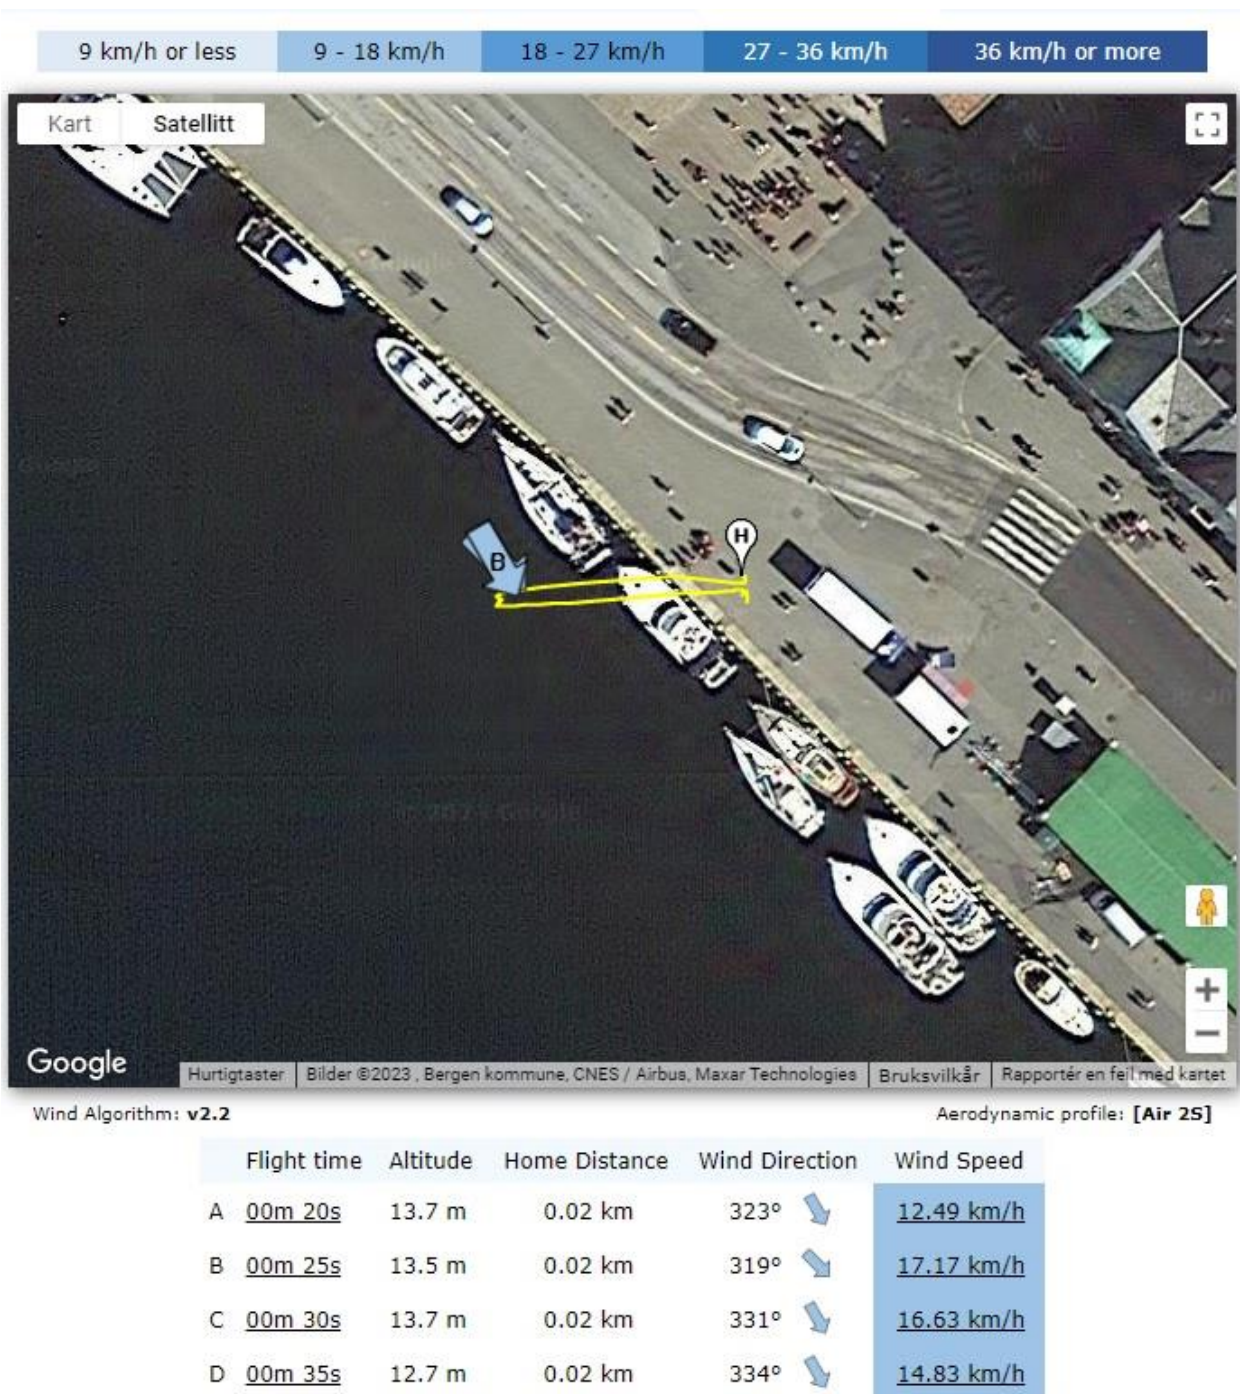 9 km/h or less 9 - 18 km/h 18 - 27 km/h 27 - 36 km/h 36 km/h or more
Kart Satellitt
H
B
Google
Hurtigtaster Bilder ©2023 , Bergen kommune, CNES / Airbus, Maxar Technologies Bruksvilkår Rapportér en feil med kartet
Wind Algorithm: v2.2 Aerodynamic profile: [Air 2S]
Flight time Altitude Home Distance Wind Direction Wind Speed
A 00m 20s 13.7 m 0.02 km 323° 12.49 km/h
B 00m 25s 13.5 m 0.02 km 319° 17.17 km/h
C 00m 30s 13.7 m 0.02 km 331° 16.63 km/h
D 00m 35s 12.7 m 0.02 km 334° 14.83 km/h